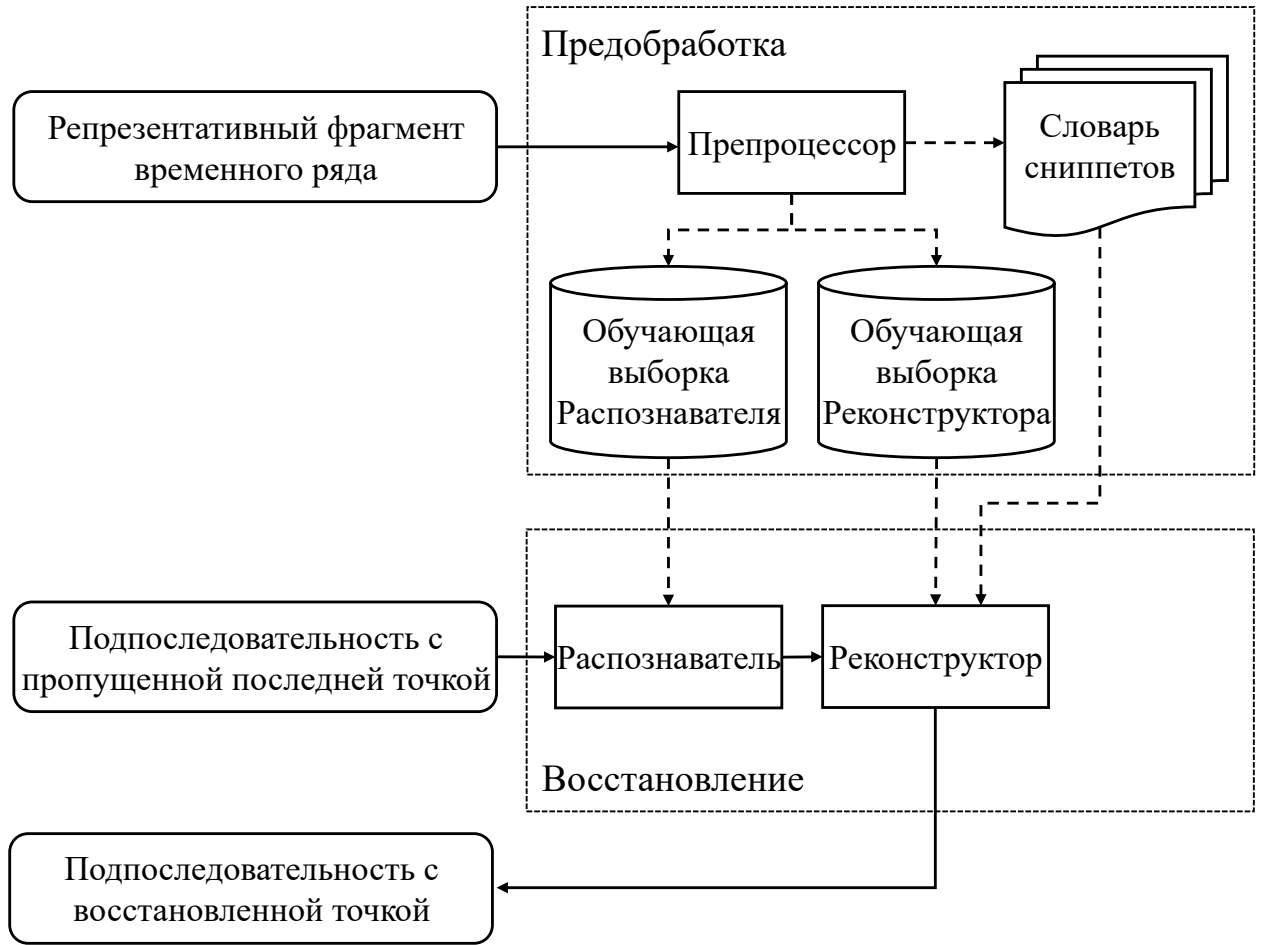 Предобработка
Репрезентативный фрагмент
временного ряда
Препроцессор
Словарь
сниппетов
Обучающая
выборка
Распознавателя
Обучающая
выборка
Реконструктора
Подпоследовательность с
пропущенной последней точкой
Распознаватель
Реконструктор
Восстановление
Подпоследовательность с
восстановленной точкой